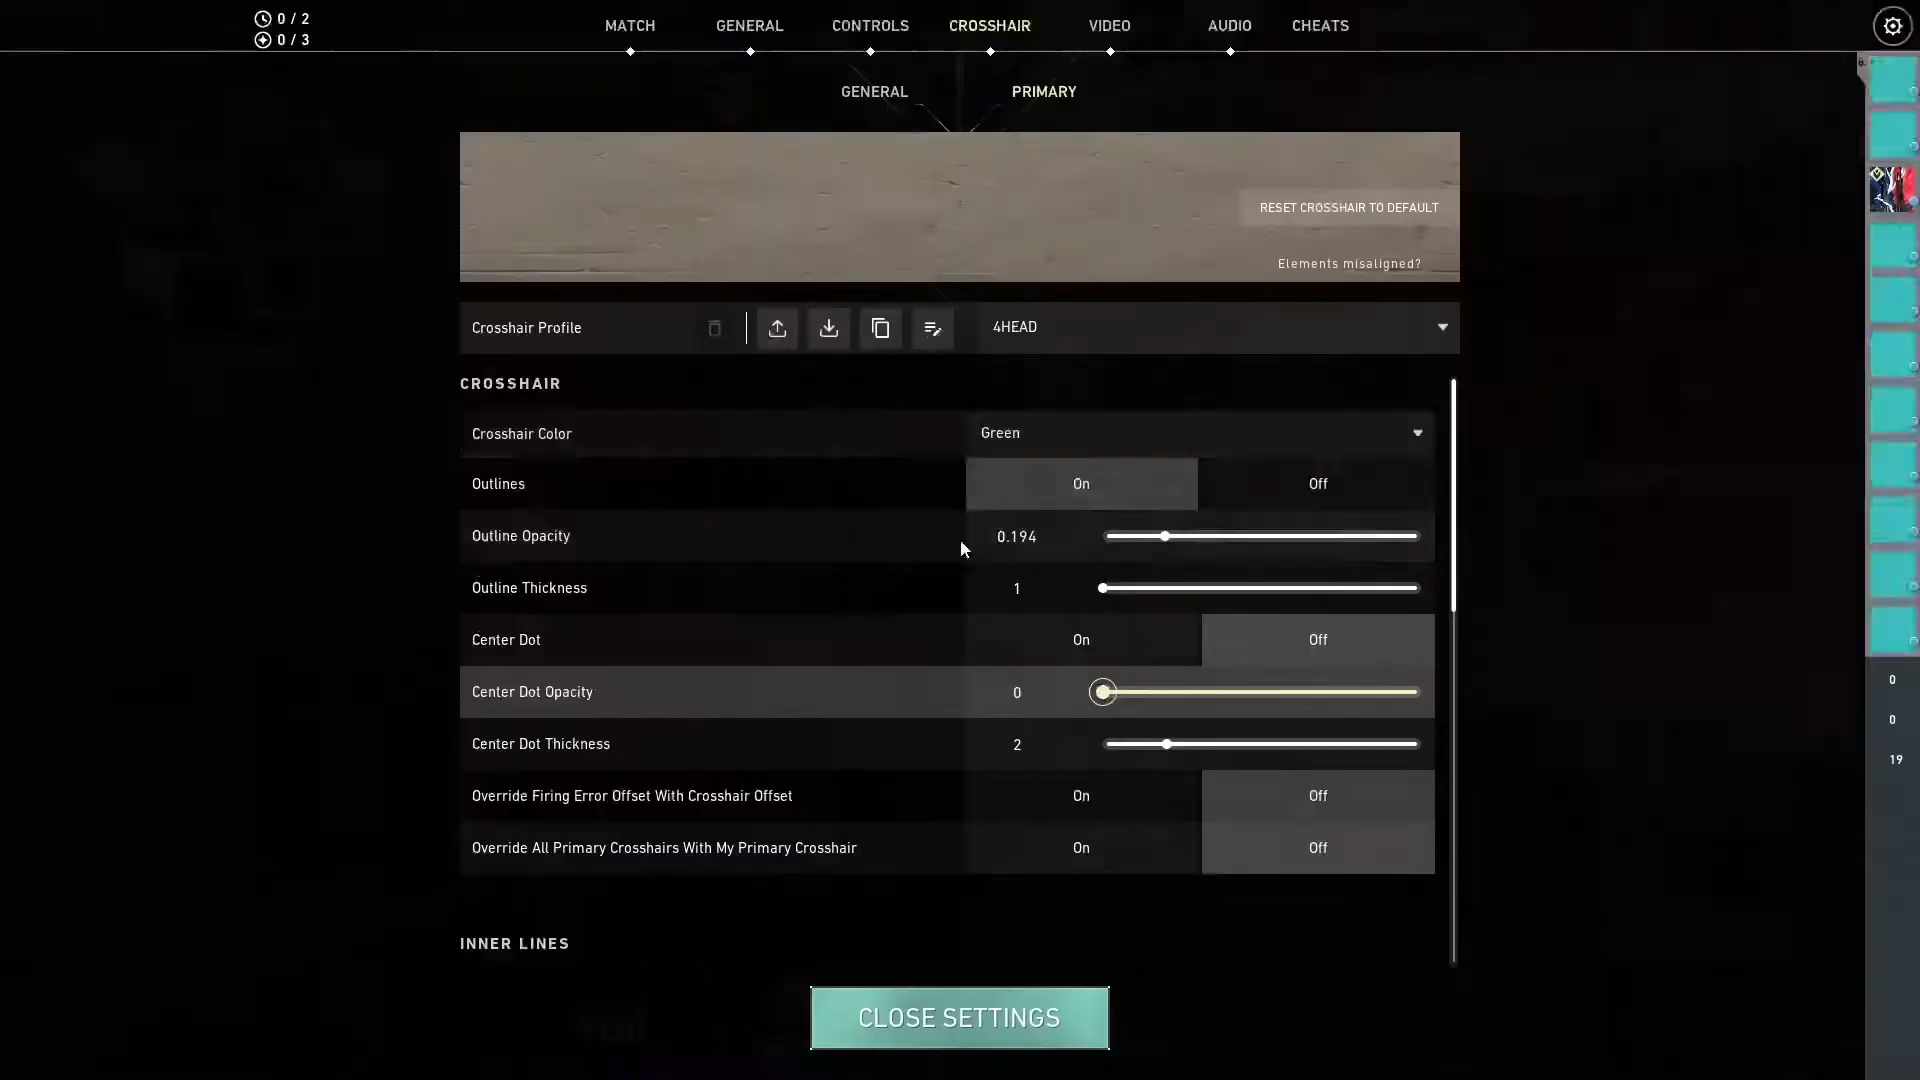 0 / 2
0 / 3
MATCH GENERAL CONTROLS CROSSHAIR VIDEO AUDIO CHEATS
GENERAL PRIMARY
RESET CROSSHAIR TO DEFAULT
Elements misaligned?
Crosshair Profile 4HEAD
CROSSHAIR
Crosshair Color Green
Outlines On Off
Outline Opacity 0.194
Outline Thickness 1
Center Dot On Off
Center Dot Opacity 0
Center Dot Thickness 2
Override Firing Error Offset With Crosshair Offset On Off
Override All Primary Crosshairs With My Primary Crosshair On Off
INNER LINES
CLOSE SETTINGS
0
0
19